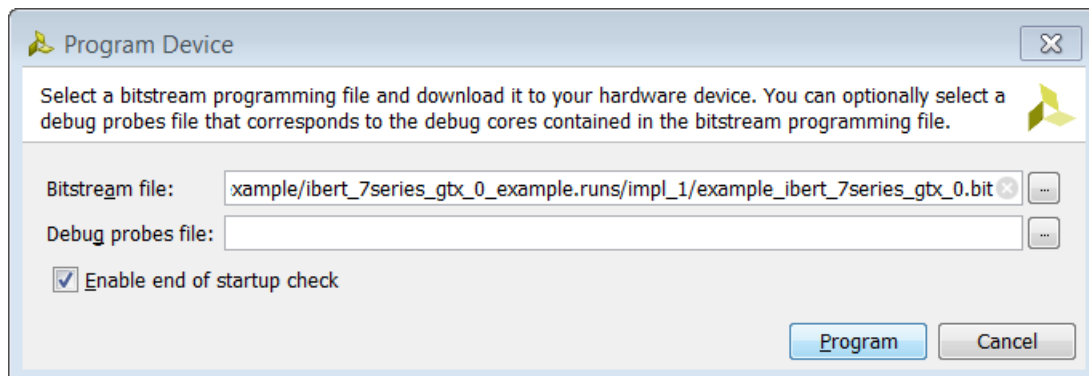 Program Device
Select a bitstream programming file and download it to your hardware device. You can optionally select a
debug probes file that corresponds to the debug cores contained in the bitstream programming file.
Bitstream file: xample/ibert_7series_gtx_0_example.runs/impl_1/example_ibert_7series_gtx_0.bit ...
Debug probes file: ...
Enable end of startup check
Program Cancel